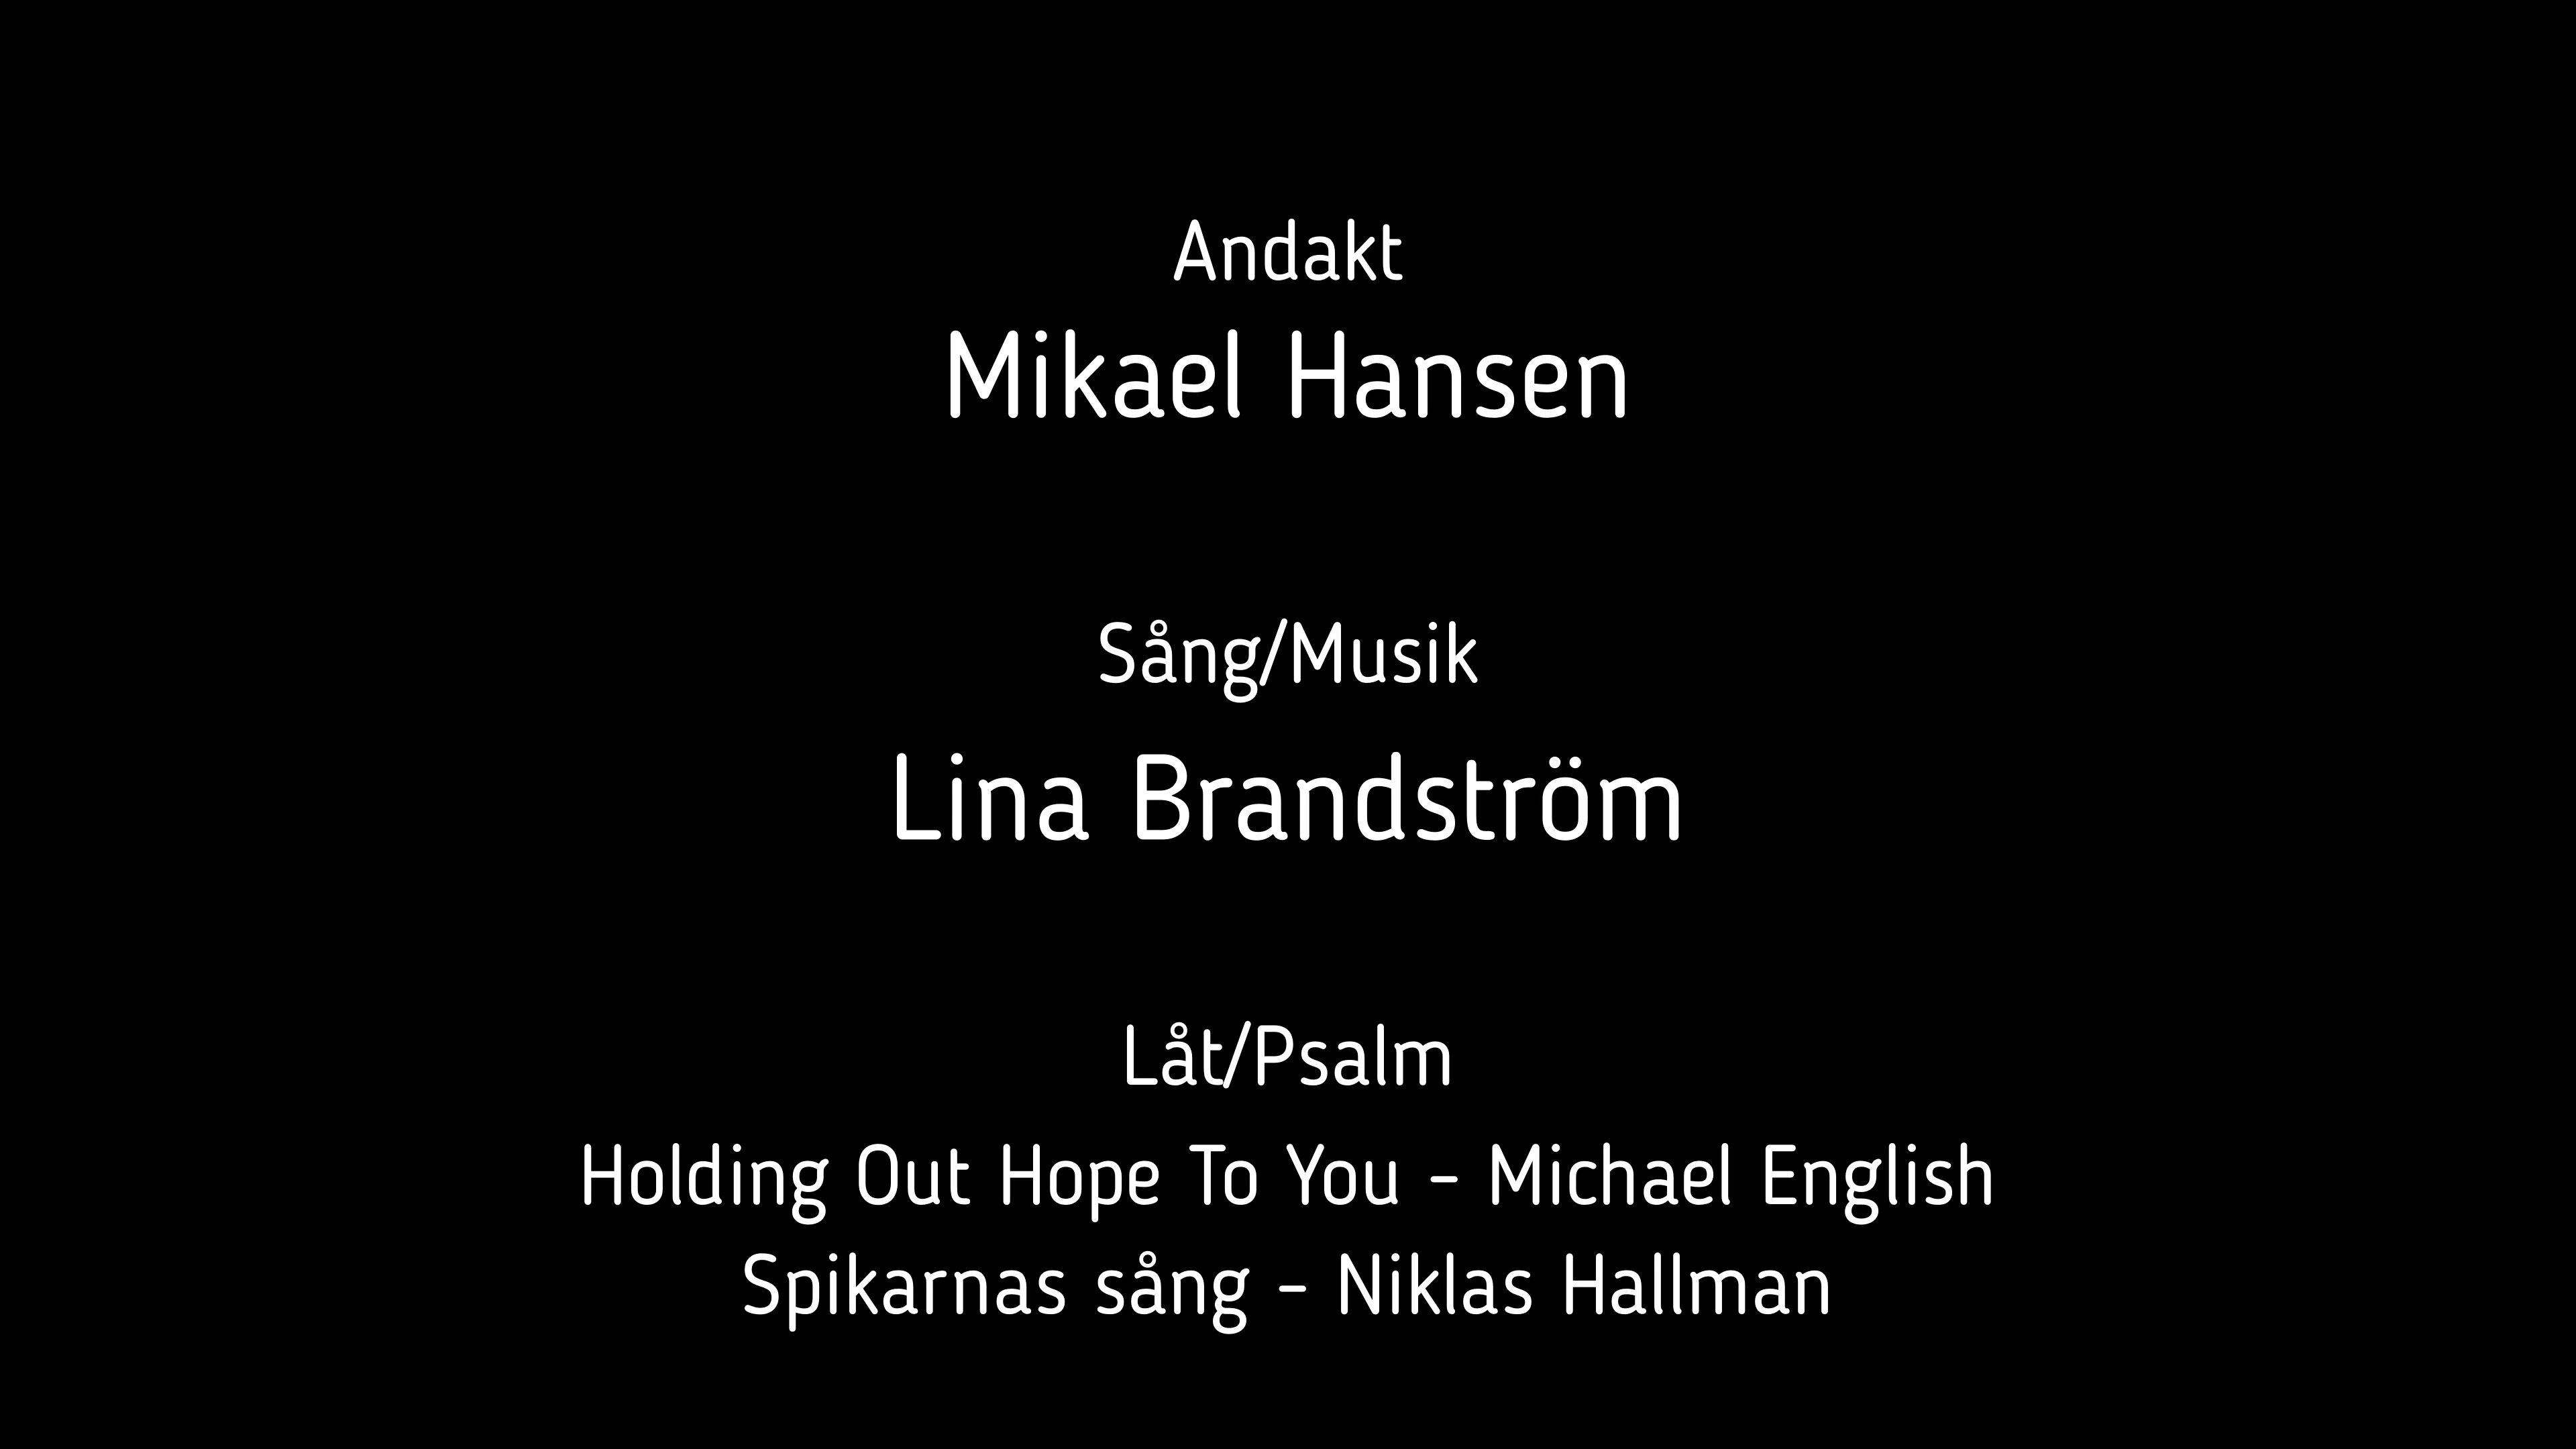 Andakt
Mikael Hansen
Sång/Musik
Lina Brandström
Låt/Psalm
Holding Out Hope To You - Michael English
Spikarnas sång - Niklas Hallman